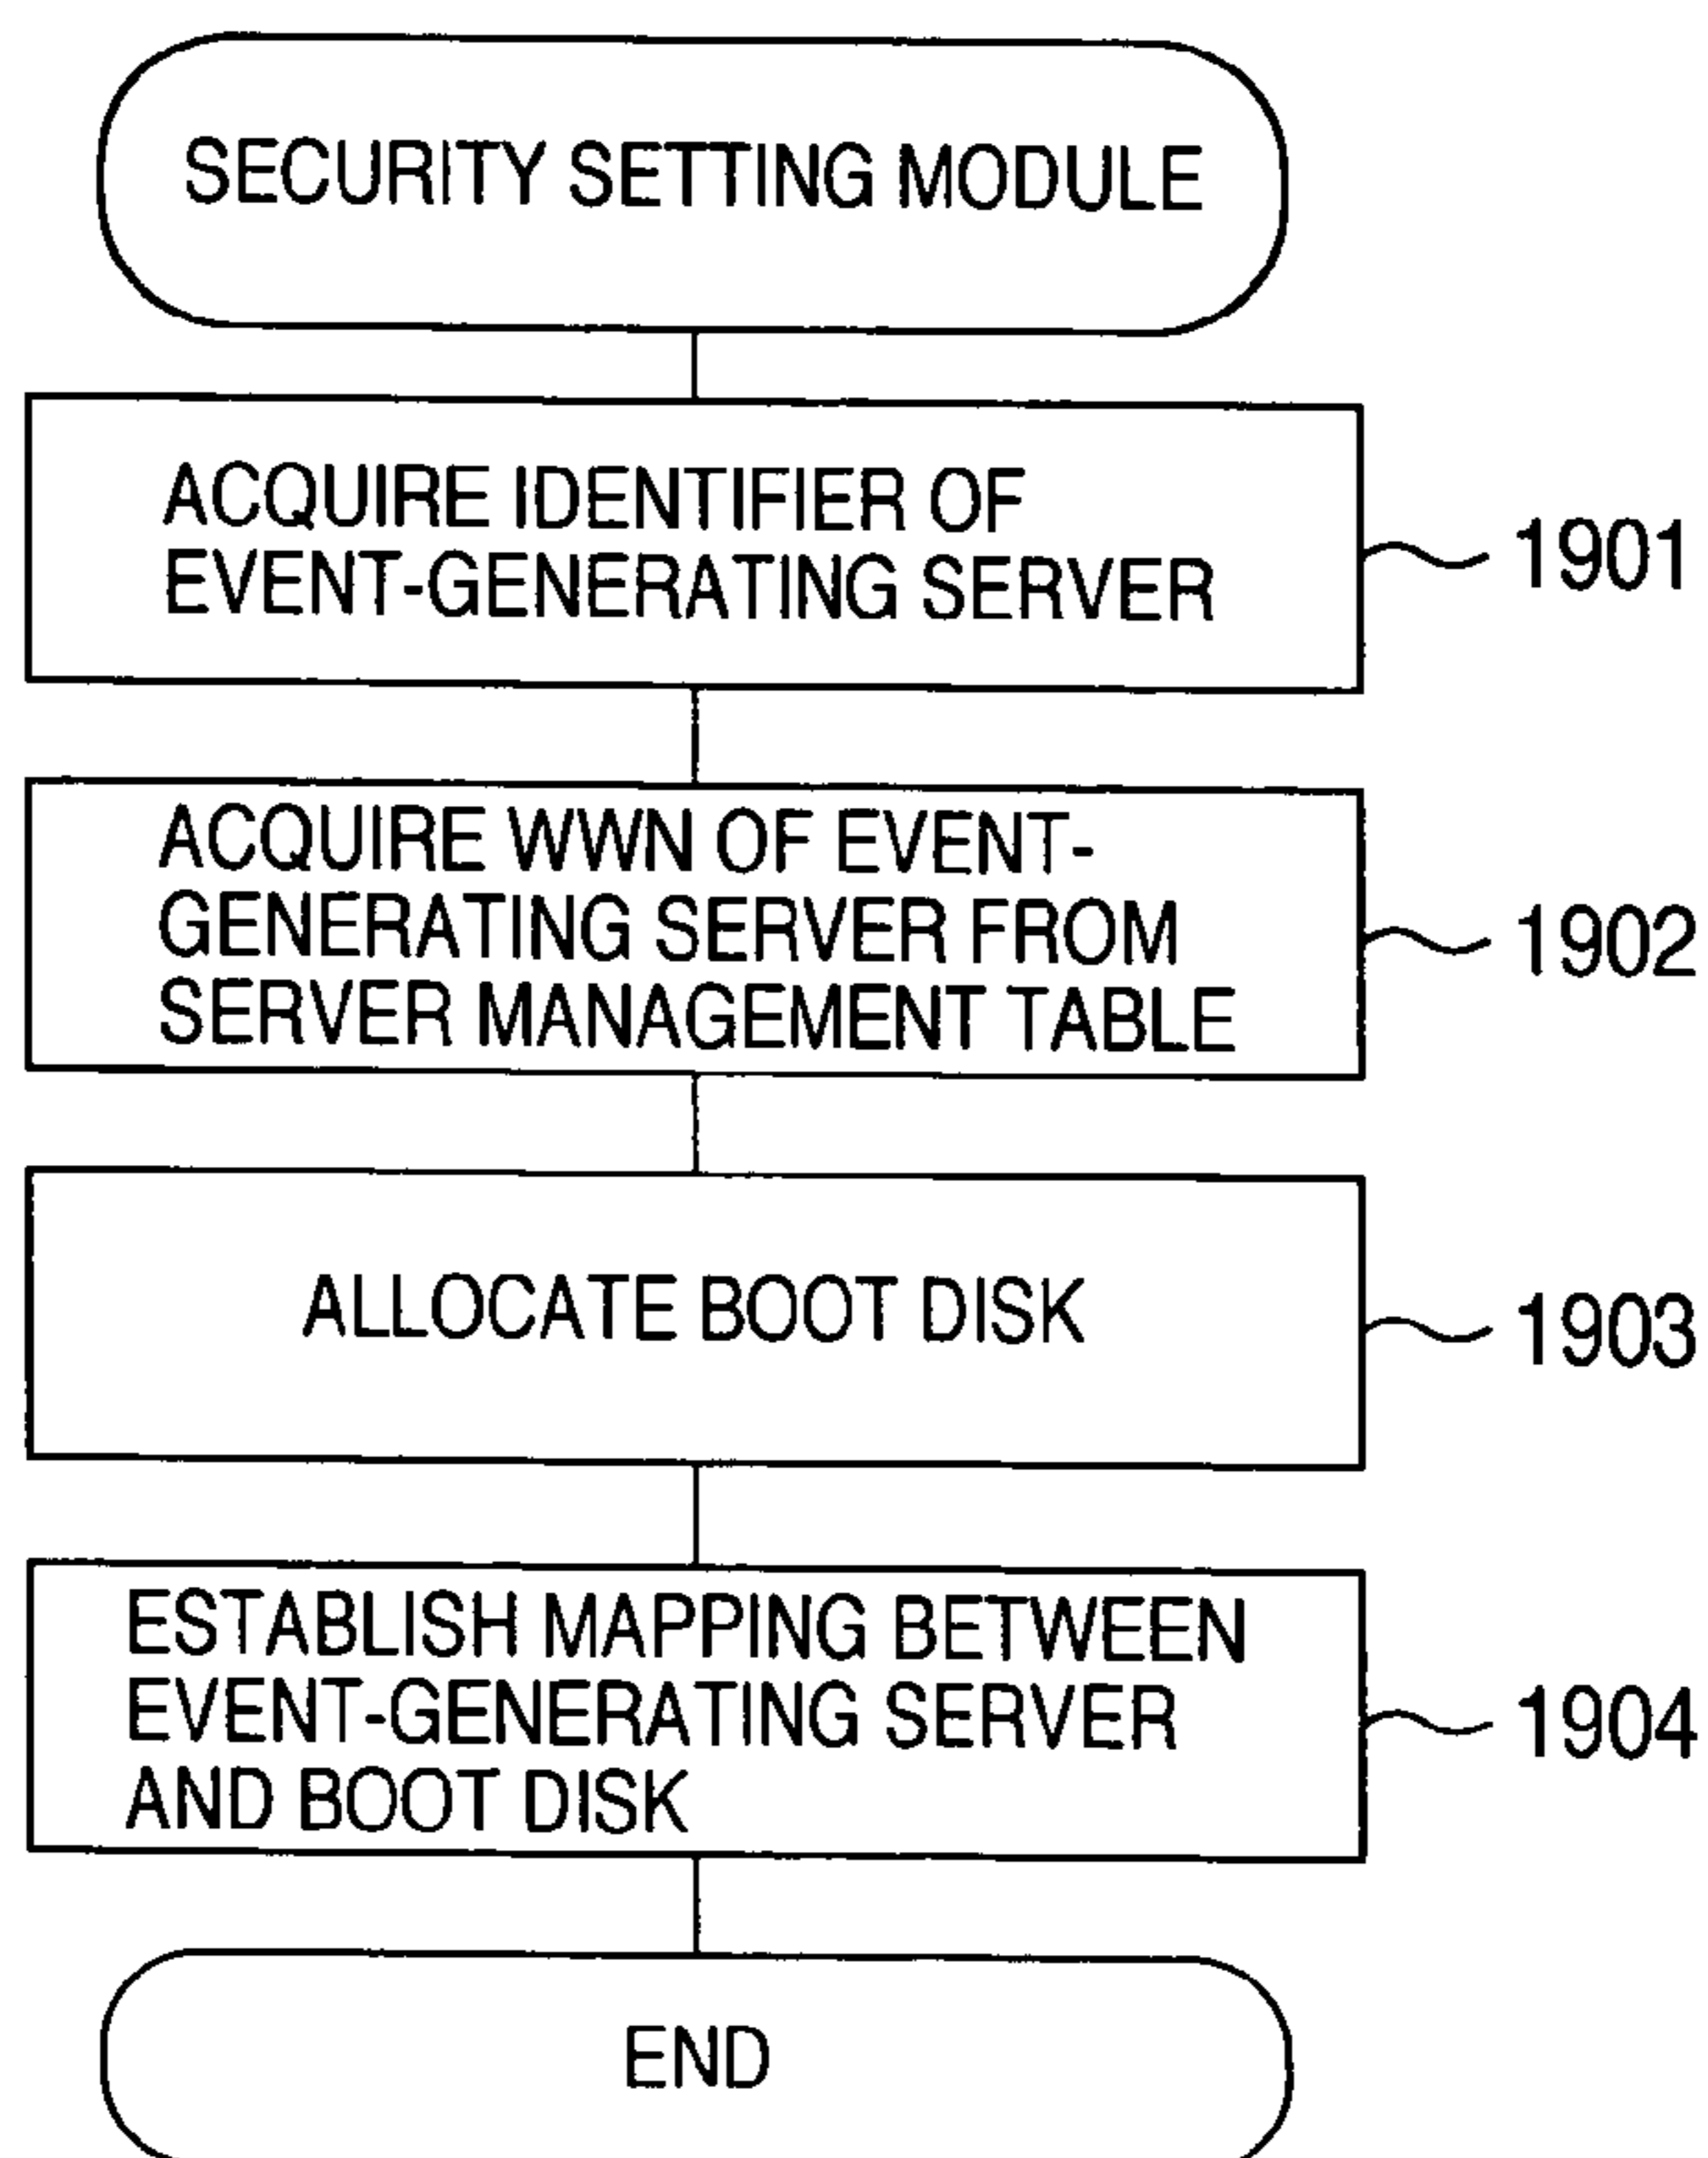 SECURITY SETTING MODULE
ACQUIRE IDENTIFIER OF
EVENT-GENERATING SERVER
1901
ACQUIRE WWN OF EVENT-
GENERATING SERVER FROM
SERVER MANAGEMENT TABLE
1902
ALLOCATE BOOT DISK
1903
ESTABLISH MAPPING BETWEEN
EVENT-GENERATING SERVER
AND BOOT DISK
1904
END